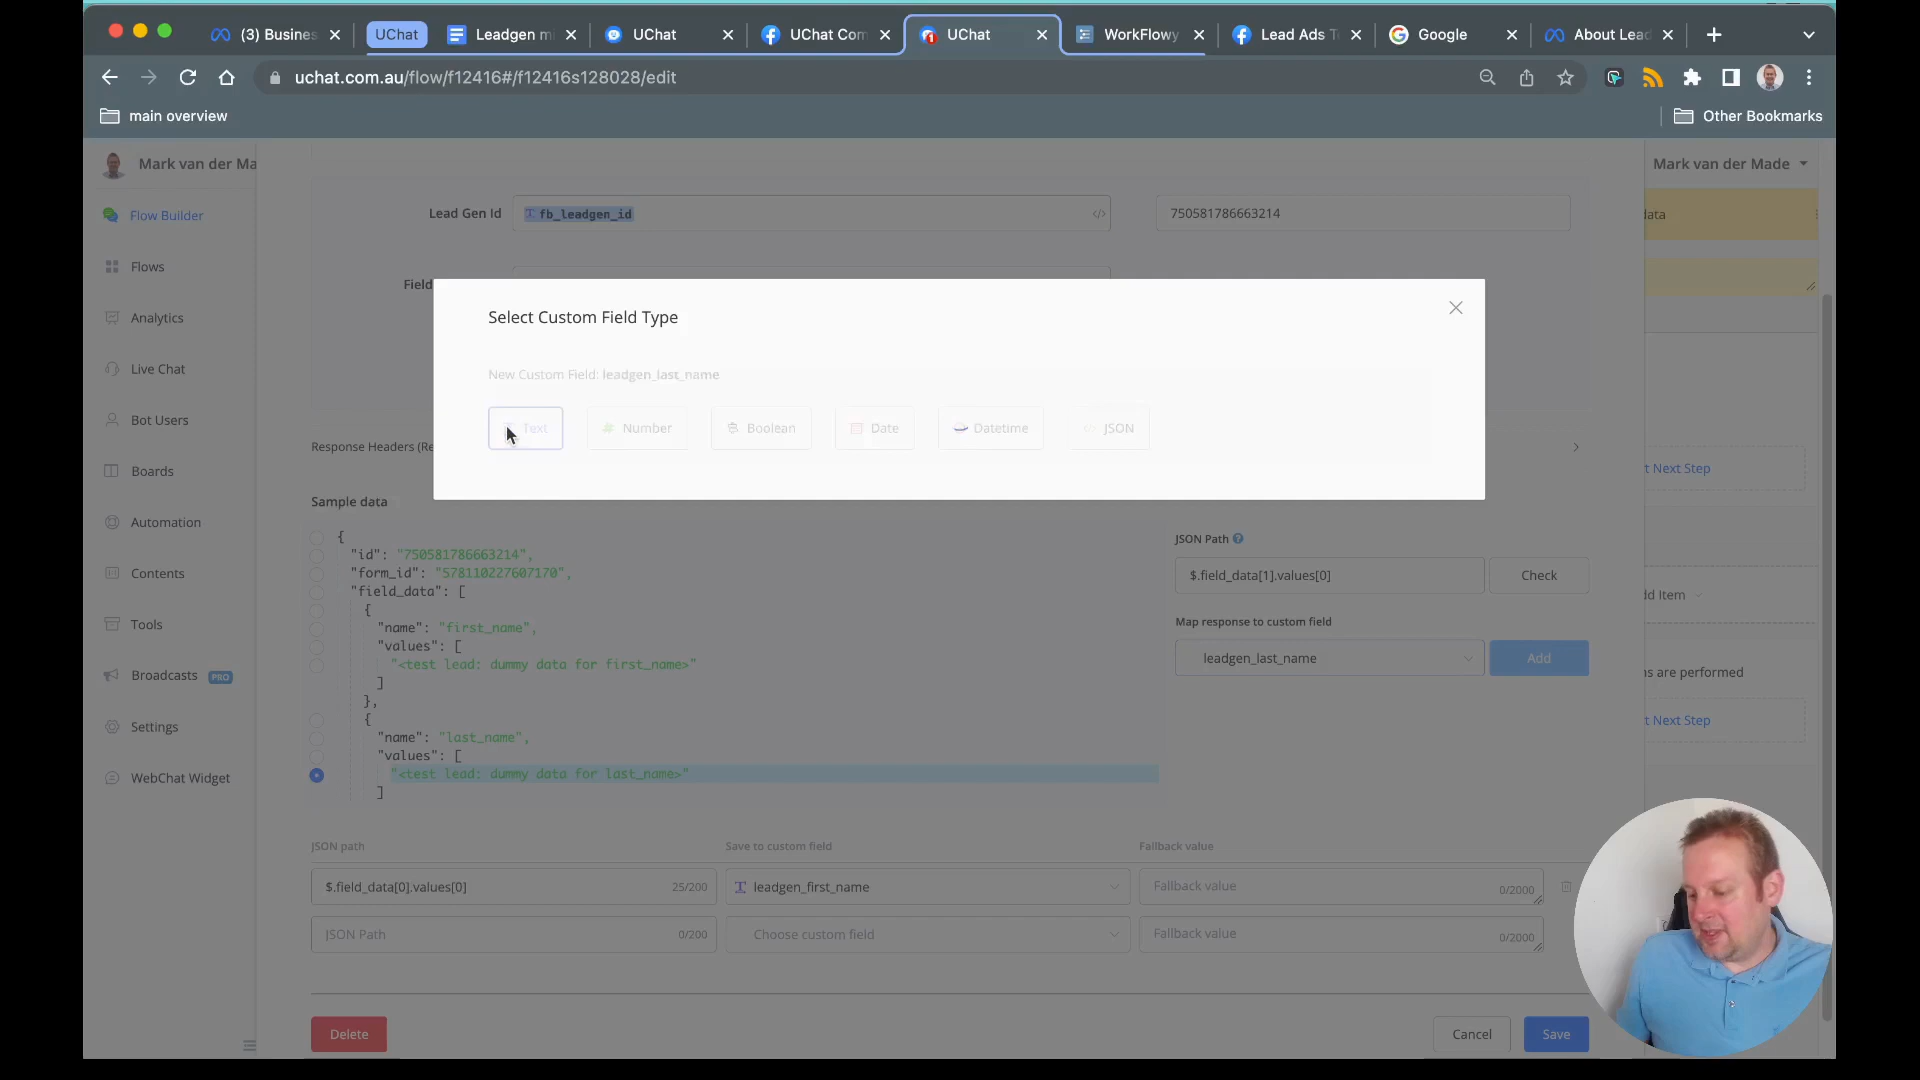 (3) Busines
UChat
Leadgen m
UChat
UChat Com
UChat
WorkFlowy
Lead Ads T
Google
About Lead
uchat.com.au/flow/f12416#/f12416s128028/edit
main overview
Other Bookmarks
Mark van der Ma
Mark van der Made
Flow Builder
Flows
Analytics
Live Chat
Bot Users
Boards
Automation
Contents
Tools
Broadcasts PRO
Settings
WebChat Widget
Lead Gen Id
fb_leadgen_id
750581786663214
data
Field
Select Custom Field Type
New Custom Field: leadgen_last_name
Text
Number
Boolean
Date
Datetime
JSON
Response Headers (Re
t Next Step
Sample data
{
"id": "750581786663214",
"form_id": "578110227607170",
"field_data": [
{
"name": "first_name",
"values": [
"<test lead: dummy data for first_name>"
]
},
{
"name": "last_name",
"values": [
"<test lead: dummy data for last_name>"
]
JSON Path
$.field_data[1].values[0]
Check
Map response to custom field
leadgen_last_name
Add
dd Item
ns are performed
t Next Step
JSON path
Save to custom field
Fallback value
$.field_data[0].values[0]
25/200
leadgen_first_name
Fallback value
0/2000
JSON Path
0/200
Choose custom field
Fallback value
0/2000
Delete
Cancel
Save